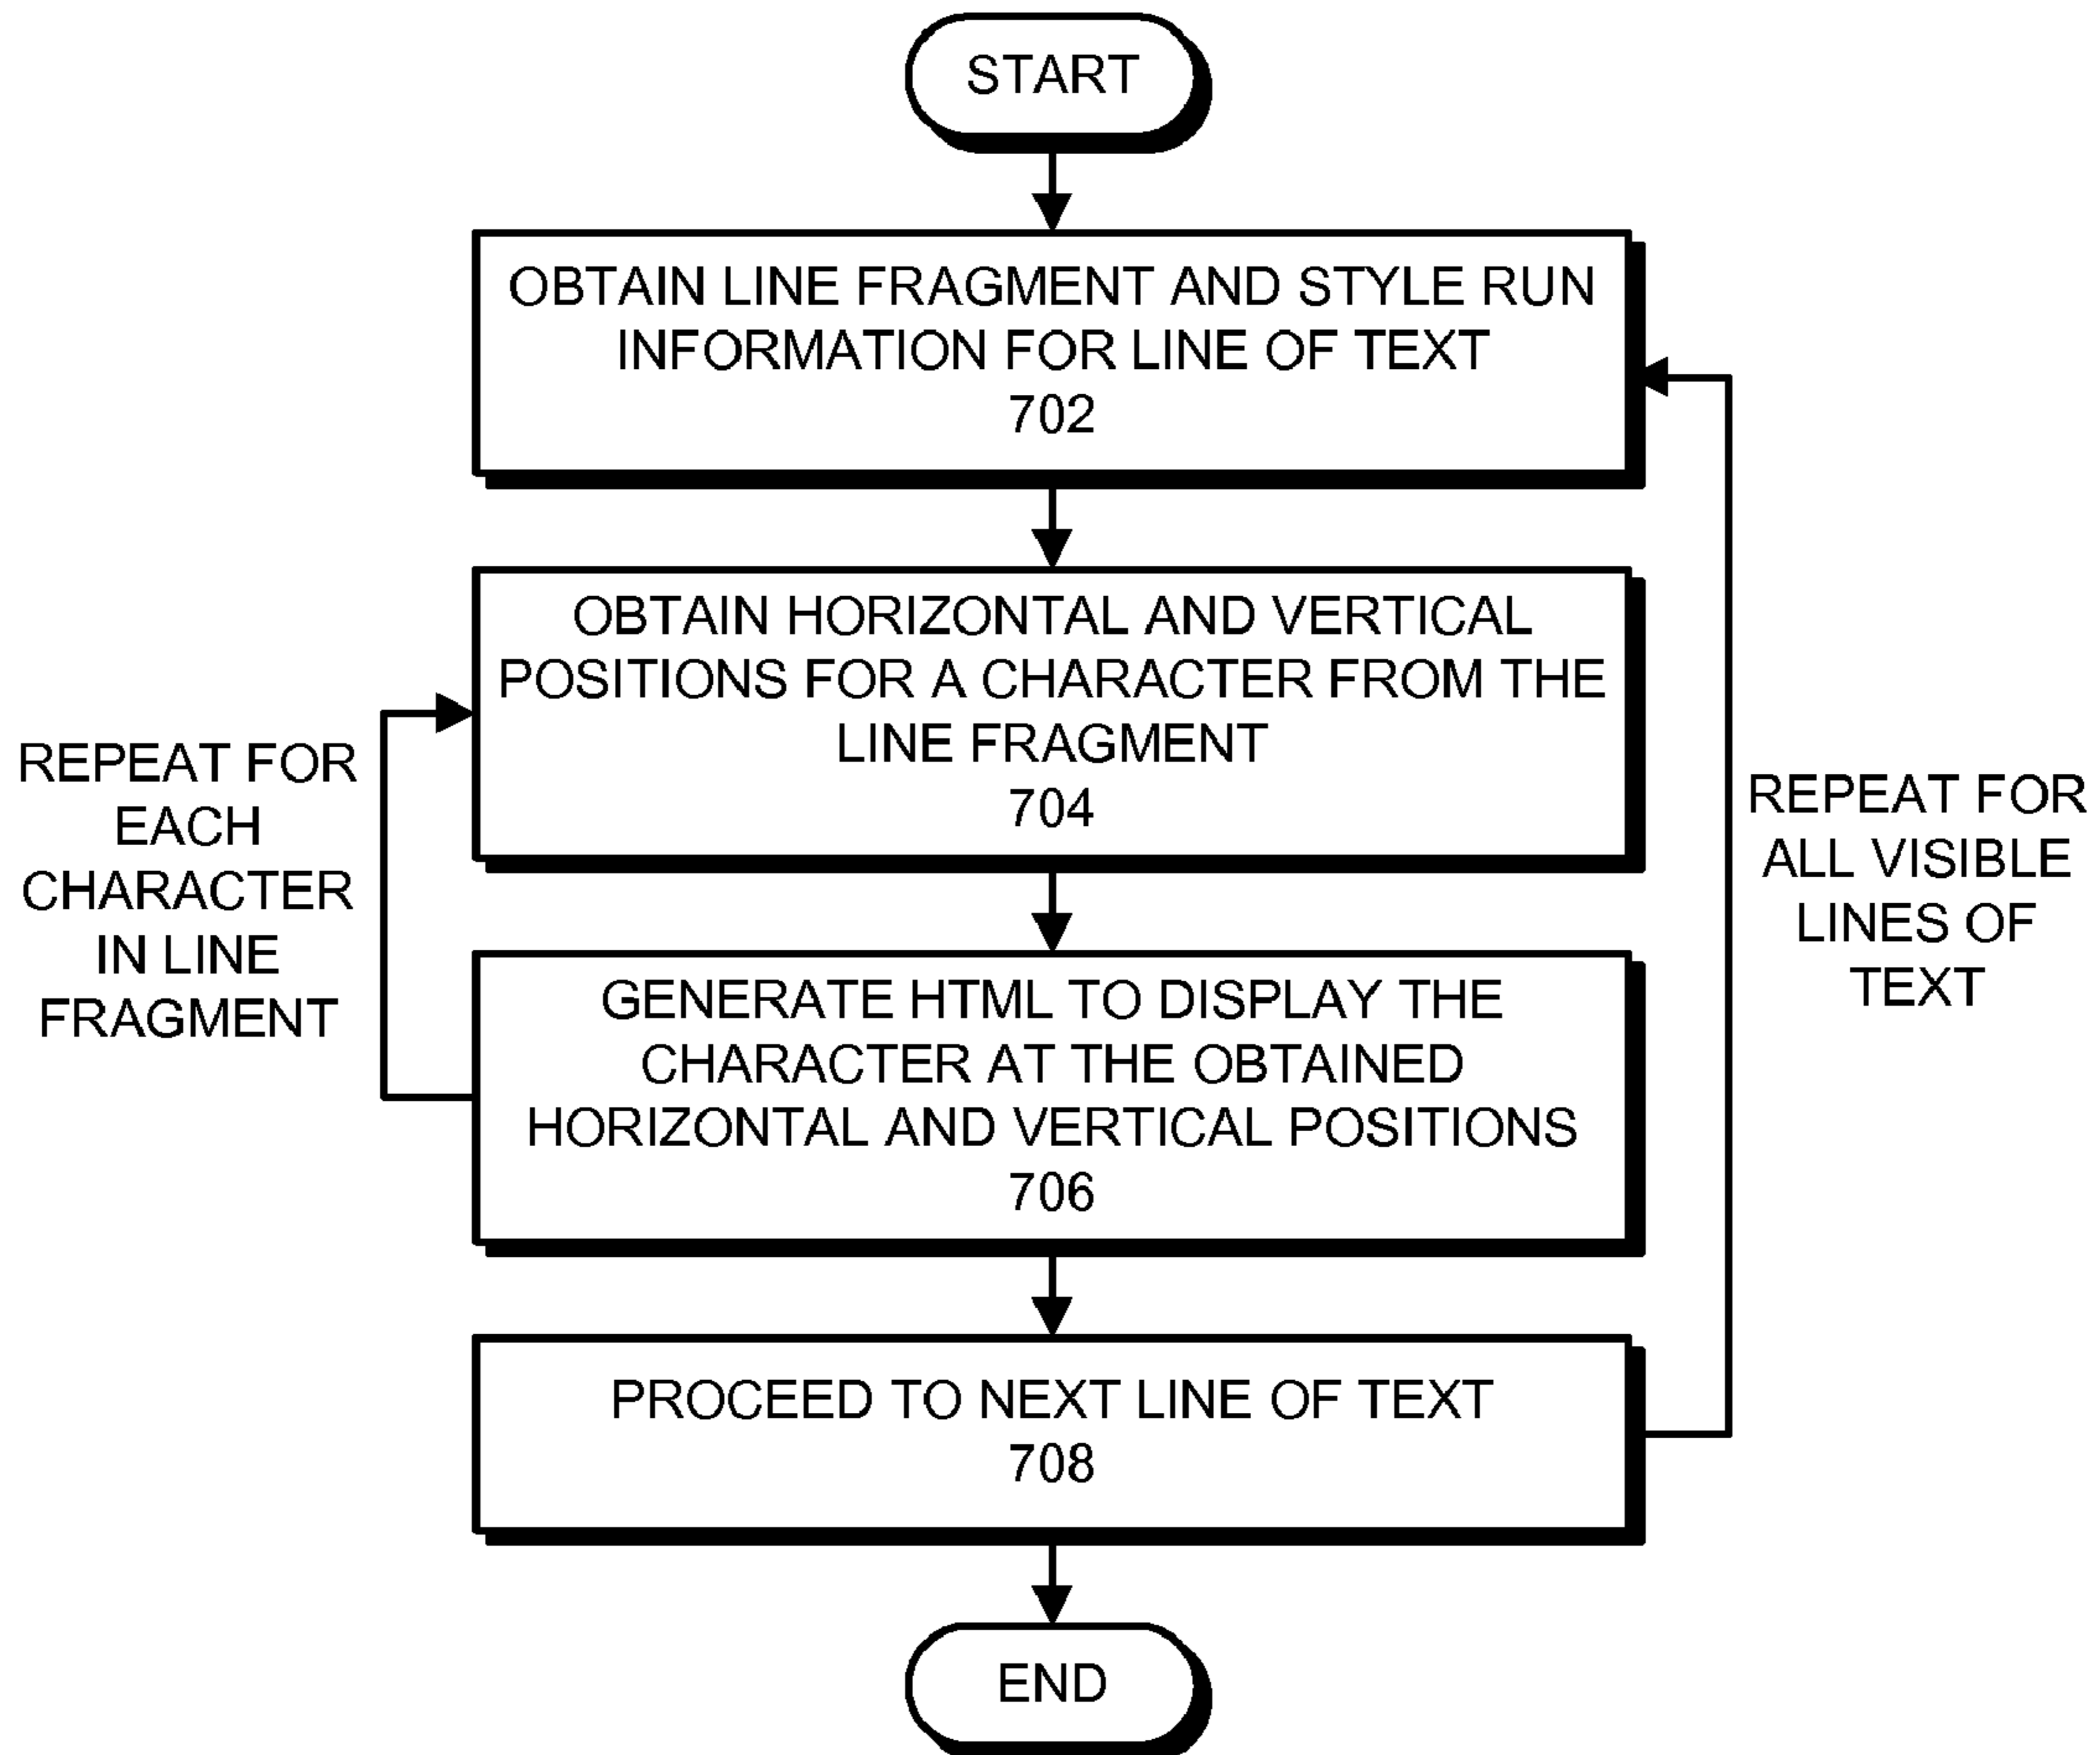 START
OBTAIN LINE FRAGMENT AND STYLE RUN
INFORMATION FOR LINE OF TEXT
702
OBTAIN HORIZONTAL AND VERTICAL
POSITIONS FOR A CHARACTER FROM THE
LINE FRAGMENT
704
REPEAT FOR
EACH
CHARACTER
IN LINE
FRAGMENT
REPEAT FOR
ALL VISIBLE
LINES OF
TEXT
GENERATE HTML TO DISPLAY THE
CHARACTER AT THE OBTAINED
HORIZONTAL AND VERTICAL POSITIONS
706
PROCEED TO NEXT LINE OF TEXT
708
END